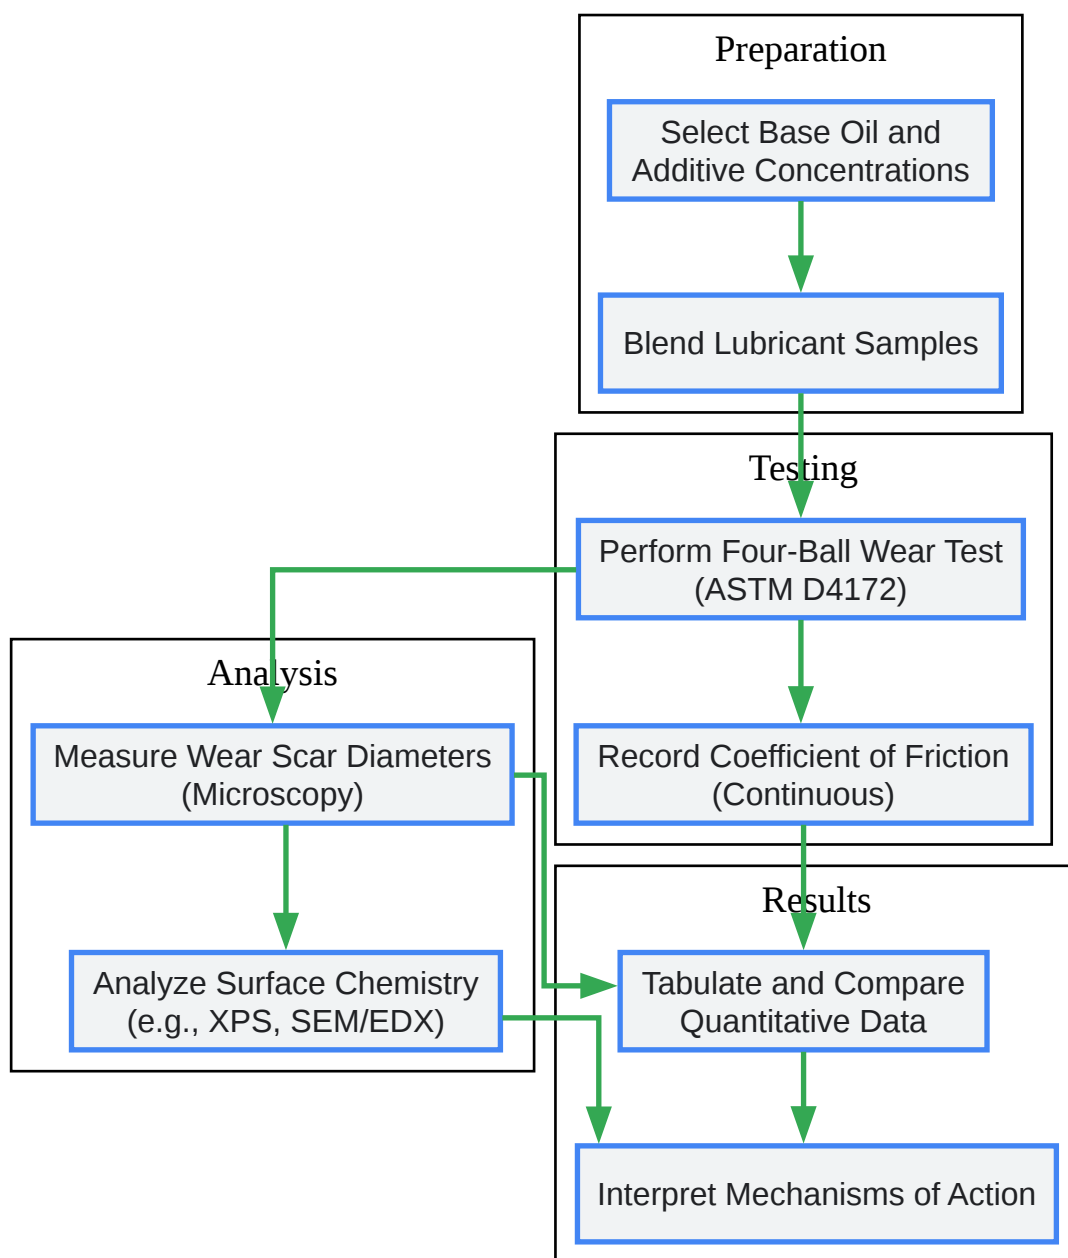 Preparation
Select Base Oil and
Additive Concentrations
Blend Lubricant Samples
Testing
Perform Four-Ball Wear Test
(ASTM D4172)
Record Coefficient of Friction
(Continuous)
Analysis
Measure Wear Scar Diameters
(Microscopy)
Analyze Surface Chemistry
(e.g., XPS, SEM/EDX)
Results
Tabulate and Compare
Quantitative Data
Interpret Mechanisms of Action